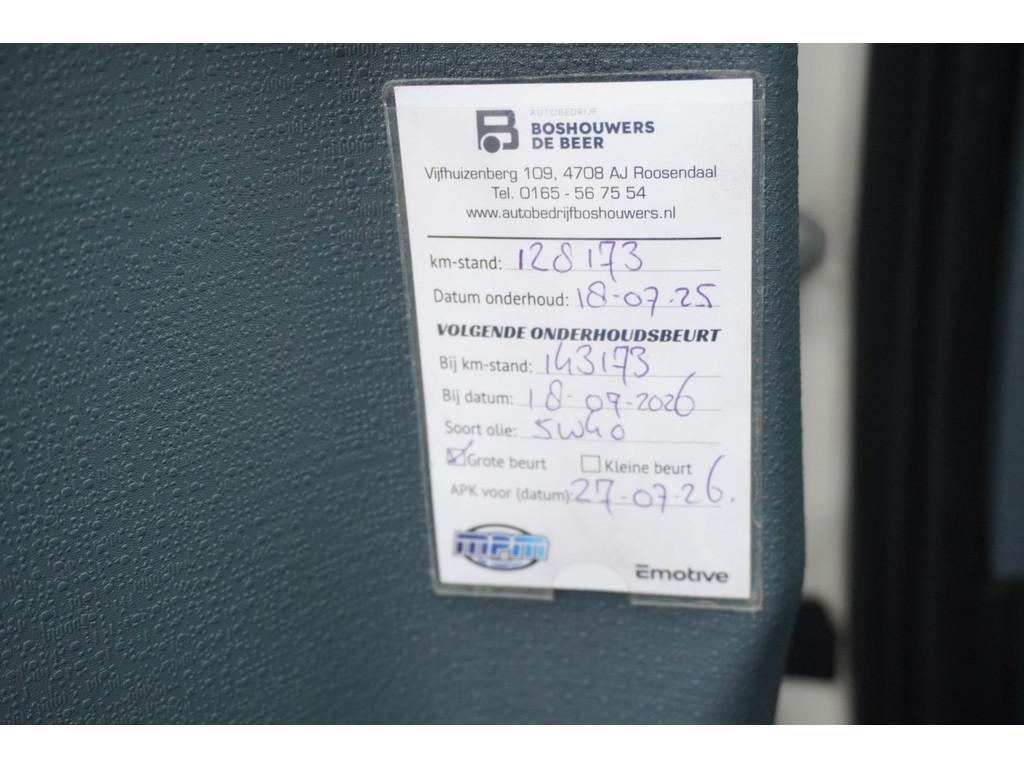 AUTOBEDRIJF
BOSHOUWERS
DE BEER
Vijfhuizenberg 109, 4708 AJ Roosendaal
Tel. 0165 - 56 75 54
www.autobedrijfboshouwers.nl
km-stand: 128173
Datum onderhoud: 18-07-25
VOLGENDE ONDERHOUDSBEURT
Bij km-stand: 143173
Bij datum: 18-07-2026
Soort olie: 5W40
Grote beurt Kleine beurt
APK voor (datum): 27-07-26.
MPM
Emotive